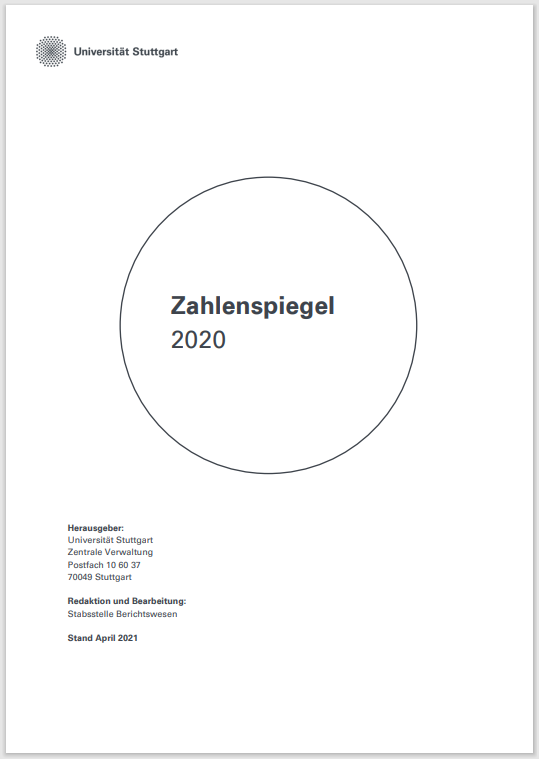 Universität Stuttgart
Zahlenspiegel
2020
Herausgeber:
Universität Stuttgart
Zentrale Verwaltung
Postfach 10 60 37
70049 Stuttgart
Redaktion und Bearbeitung:
Stabsstelle Berichtswesen
Stand April 2021